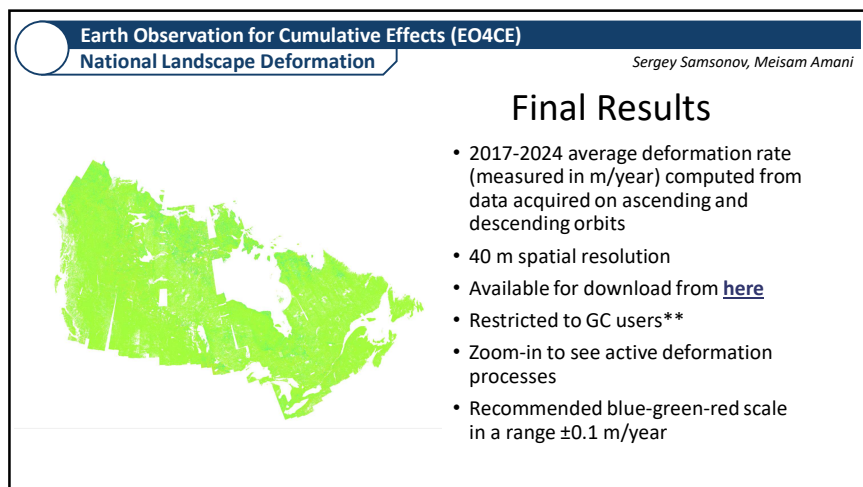 Earth Observation for Cumulative Effects (EO4CE)
National Landscape Deformation
Sergey Samsonov, Meisam Amani
Final Results
• 2017-2024 average deformation rate
(measured in m/year) computed from
data acquired on ascending and
descending orbits
• 40 m spatial resolution
• Available for download from here
• Restricted to GC users**
• Zoom-in to see active deformation
processes
• Recommended blue-green-red scale
in a range ±0.1 m/year